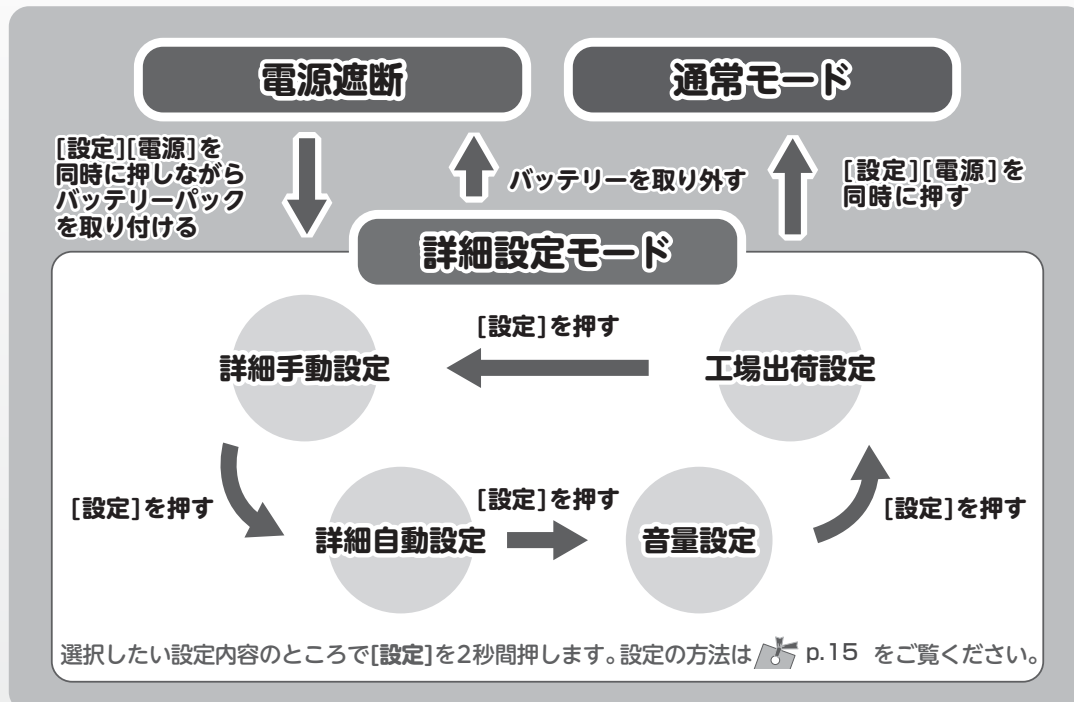 電源遮断
通常モード
[設定][電源]を
同時に押しながら
バッテリーパック
を取り付ける
バッテリーを取り外す
[設定][電源]を
同時に押す
詳細設定モード
[設定]を押す
詳細手動設定
工場出荷設定
[設定]を押す
[設定]を押す
[設定]を押す
詳細自動設定
音量設定
選択したい設定内容のところで[設定]を2秒間押します。設定の方法は p.15 をご覧ください。